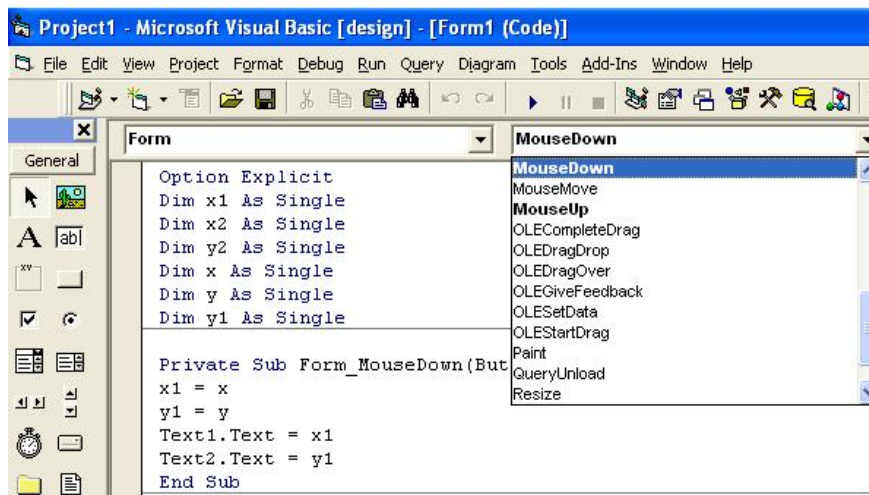 Project1 - Microsoft Visual Basic [design] - [Form1 (Code)]
File Edit View Project Format Debug Run Query Diagram Tools Add-Ins Window Help
General
Form
MouseDown
MouseDown
MouseMove
MouseUp
OLECompleteDrag
OLEDragDrop
OLEDragOver
OLEGiveFeedback
OLESetData
OLEStartDrag
Paint
QueryUnload
Resize
Option Explicit
Dim x1 As Single
Dim x2 As Single
Dim y2 As Single
Dim x As Single
Dim y As Single
Dim y1 As Single
Private Sub Form_MouseDown(But
x1 = x
y1 = y
Text1.Text = x1
Text2.Text = y1
End Sub
A
ab
XY